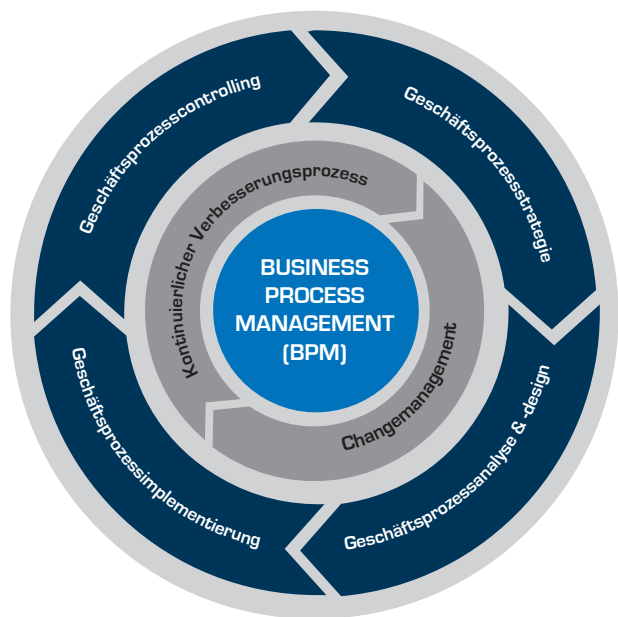 Geschäftsprozesscontrolling
Geschäftsprozessstrategie
Kontinuierlicher Verbesserungsprozess
BUSINESS
PROCESS
MANAGEMENT
(BPM)
Changemanagement
Geschäftsprozessimplementierung
Geschäftsprozessanalyse & -design